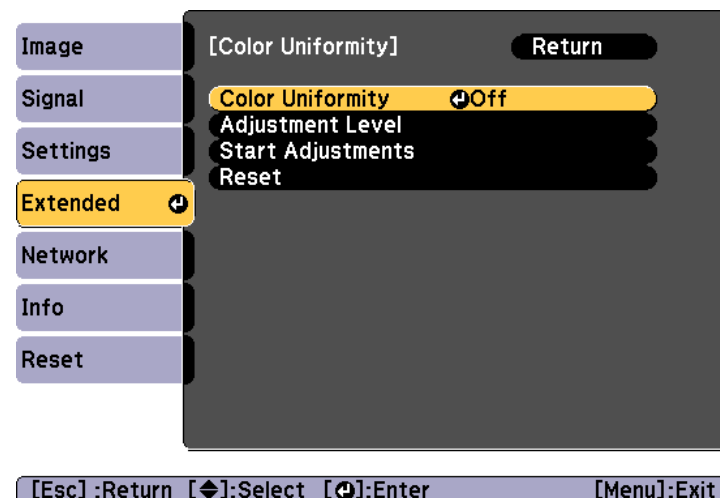 Image
Signal
Settings
Extended
Network
Info
Reset
[Color Uniformity] Return
Color Uniformity Off
Adjustment Level
Start Adjustments
Reset
[Esc] :Return [◆]:Select [↵]:Enter [Menu]:Exit